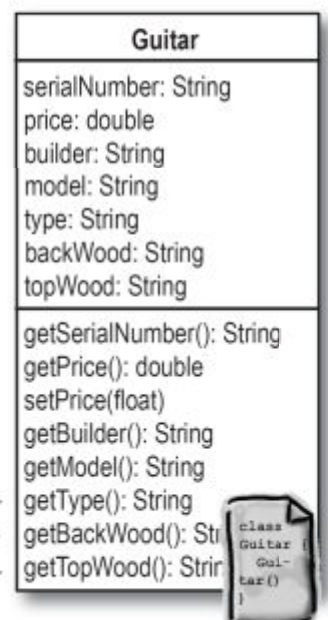 Guitar
serialNumber: String
price: double
builder: String
model: String
type: String
backWood: String
topWood: String
getSerialNumber(): String
getPrice(): double
setPrice(float)
getBuilder(): String
getModel(): String
getType(): String
getBackWood(): Str
getTopWood(): Strin
class
Guitar {
Gui-
tar()
}